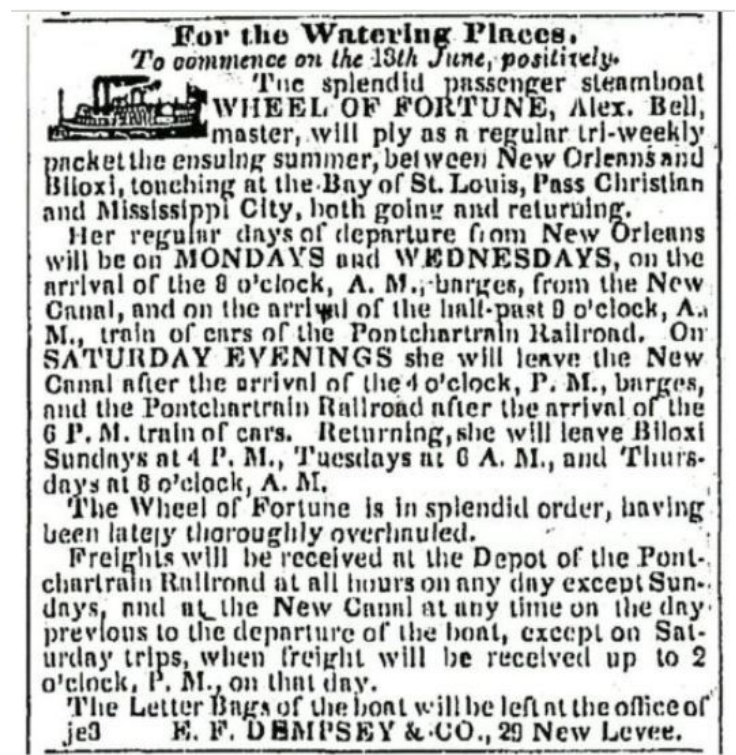 For the Watering Places.
To commence on the 13th June, positively.
The splendid passenger steamboat
WHEEL OF FORTUNE, Alex. Bell,
master, will ply as a regular tri-weekly
packet the ensuing summer, between New Orleans and
Biloxi, touching at the Bay of St. Louis, Pass Christian
and Mississippi City, both going and returning.
Her regular days of departure from New Orleans
will be on MONDAYS and WEDNESDAYS, on the
arrival of the 8 o'clock, A. M., barges, from the New
Canal, and on the arrival of the half-past 9 o'clock, A.
M., train of cars of the Pontchartrain Railroad. On
SATURDAY EVENINGS she will leave the New
Canal after the arrival of the 4 o'clock, P. M., barges,
and the Pontchartrain Railroad after the arrival of the
6 P. M. train of cars. Returning, she will leave Biloxi
Sundays at 4 P. M., Tuesdays at 6 A. M., and Thurs-
days at 8 o'clock, A. M.
The Wheel of Fortune is in splendid order, having
been lately thoroughly overhauled.
Freights will be received at the Depot of the Pont-
chartrain Railroad at all hours on any day except Sun-
days, and at the New Canal at any time on the day
previous to the departure of the boat, except on Sat-
urday trips, when freight will be received up to 2
o'clock, P. M., on that day.
The Letter Bags of the boat will be left at the office of
je3 E. F. DEMPSEY & CO., 29 New Levee.